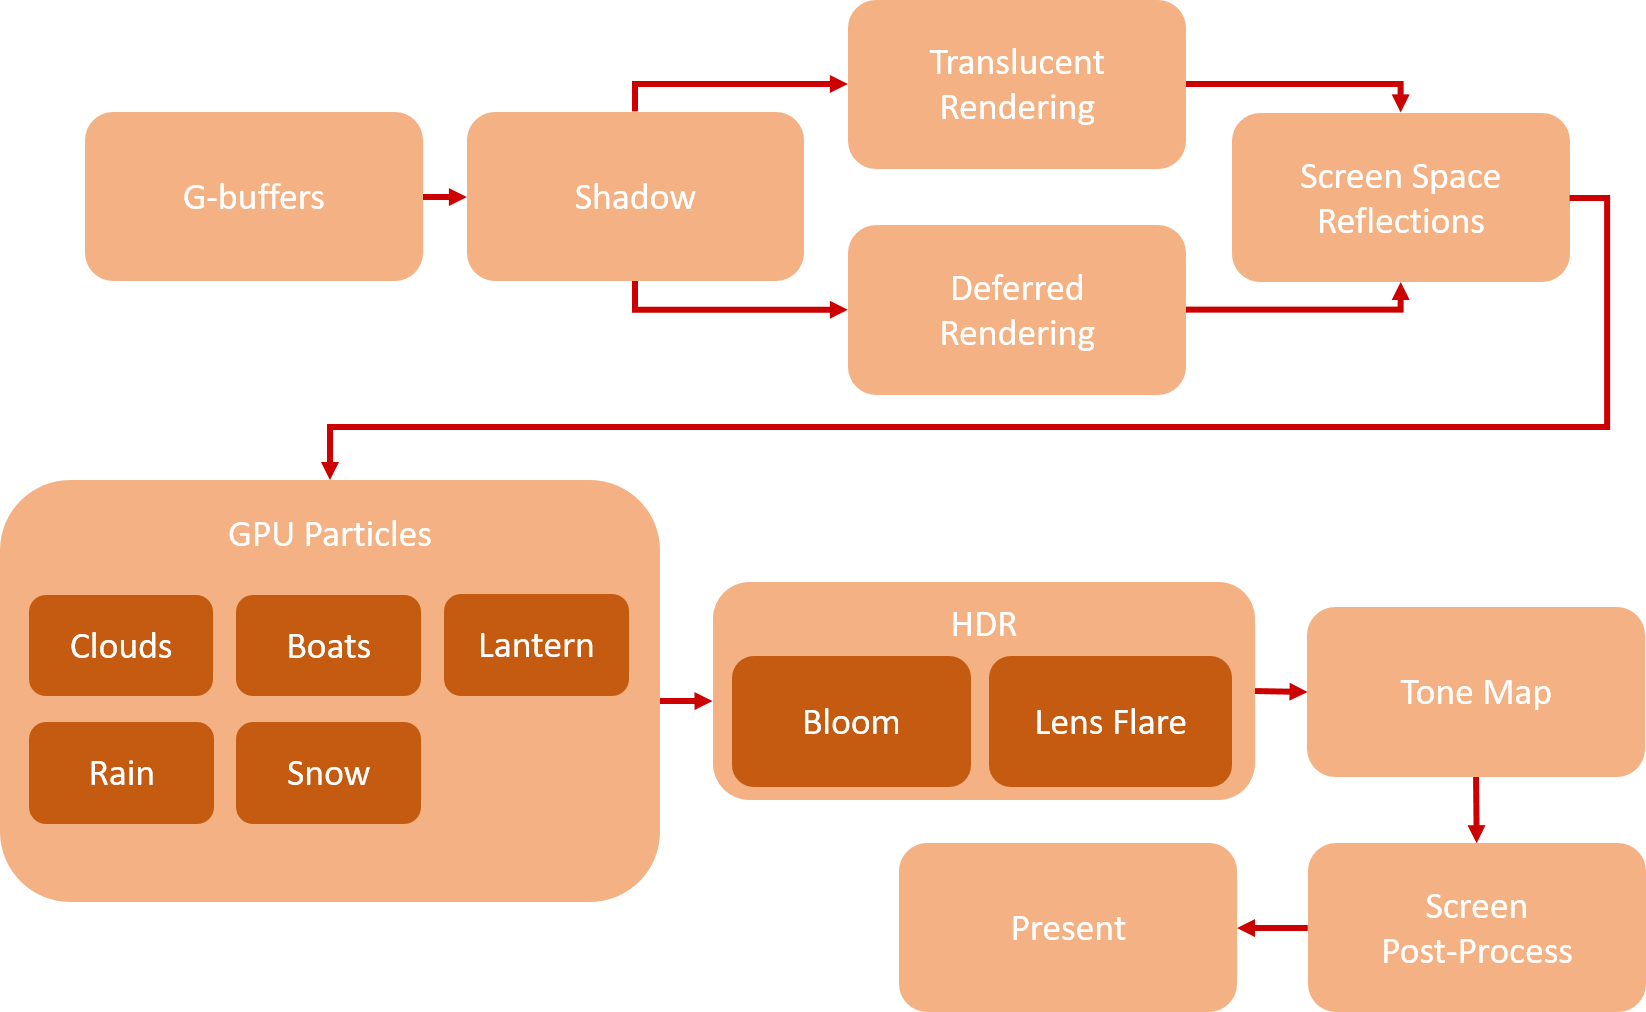 G-buffers
Shadow
Translucent
Rendering
Deferred
Rendering
Screen Space
Reflections
GPU Particles
Clouds
Boats
Lantern
Rain
Snow
HDR
Bloom
Lens Flare
Tone Map
Screen
Post-Process
Present